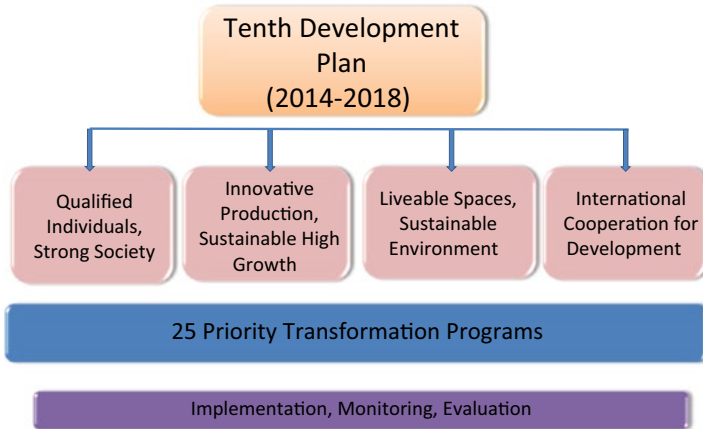 Tenth Development
Plan
(2014-2018)
Qualified
Individuals,
Strong Society
Innovative
Production,
Sustainable High
Growth
Liveable Spaces,
Sustainable
Environment
International
Cooperation for
Development
25 Priority Transformation Programs
Implementation, Monitoring, Evaluation